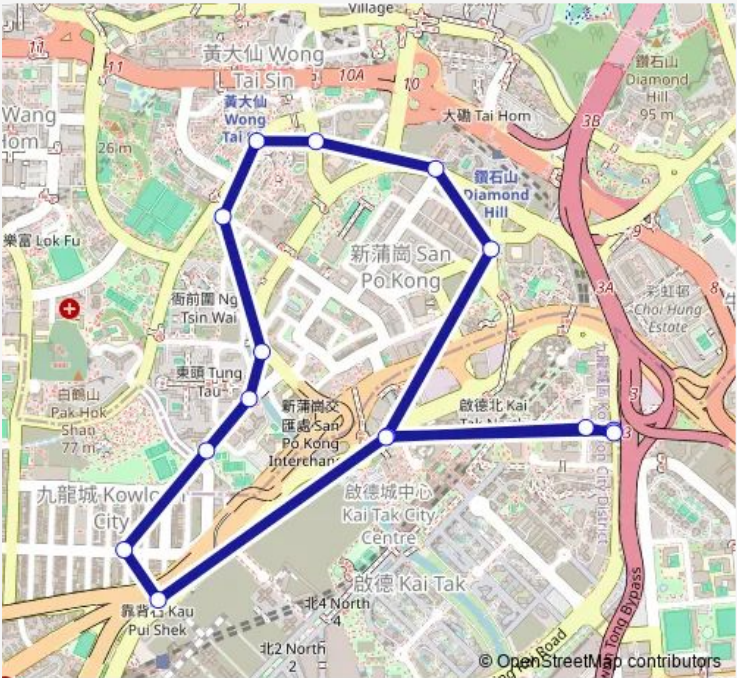 Village
11
11
黃大仙 Wong
Tai Sin
10A
10
鑽石山
Diamond
Hill
95 m
黃大仙
Wong
Tai
大磡 Tai Hom
3B
Wang
Hom
26 m
鑽石山
Diamond
Hill
9
樂富 Lok Fu
新蒲崗 San
Po Kong
衙前圍 Ng
Tsin Wai
3A
彩虹邨
Choi Hung
Estate
8
東頭 Tung
Tau
白鶴山
Pak Hok
Shan
77 m
新蒲崗交
匯處 San
Po Kong
Interchan
啟德北 Kai
Tak North
3
3
九龍城 Kowloon
City
啟德城中心
Kai Tak City
Centre
啟德 Kai Tak
靠背石 Kau
Pui Shek
北4 North
4
北2 North
2
Road
Tong Bypass
© OpenStreetMap contributors